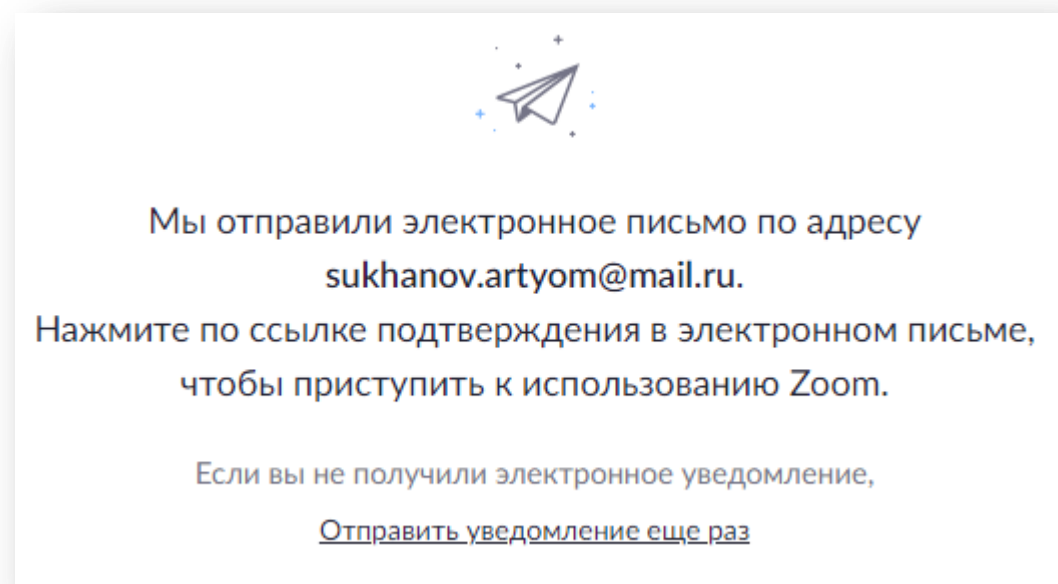 Мы отправили электронное письмо по адресу
sukhanov.artyom@mail.ru.
Нажмите по ссылке подтверждения в электронном письме,
чтобы приступить к использованию Zoom.
Если вы не получили электронное уведомление,
Отправить уведомление еще раз